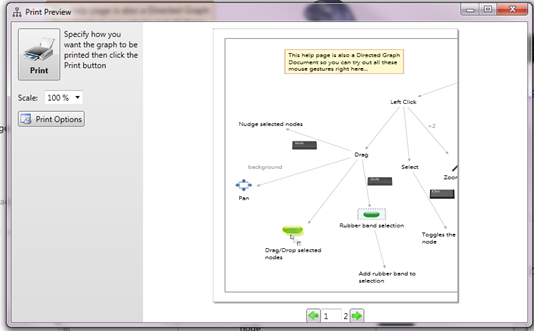 Print Preview
Specify how you
want the graph to be
printed then click the
Print button
Print
Scale:
100 %
Print Options
This help page is also a Directed Graph
Document so you can try out all these
mouse gestures right here...
Left Click
Nudge selected nodes
=2
Drag
Select
background
Zoo
Pan
Rubber band selection
Toggles the
node
Drag/Drop selected
nodes
Add rubber band to
selection
1
2